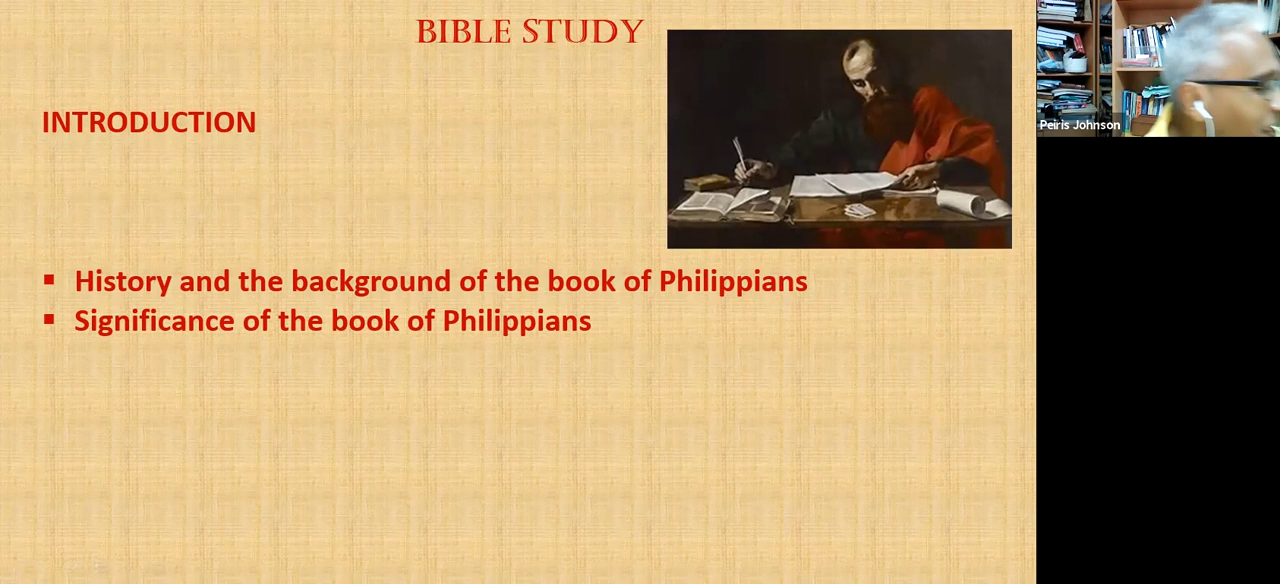 BIBLE STUDY
INTRODUCTION
▪ History and the background of the book of Philippians
▪ Significance of the book of Philippians
Peiris Johnson